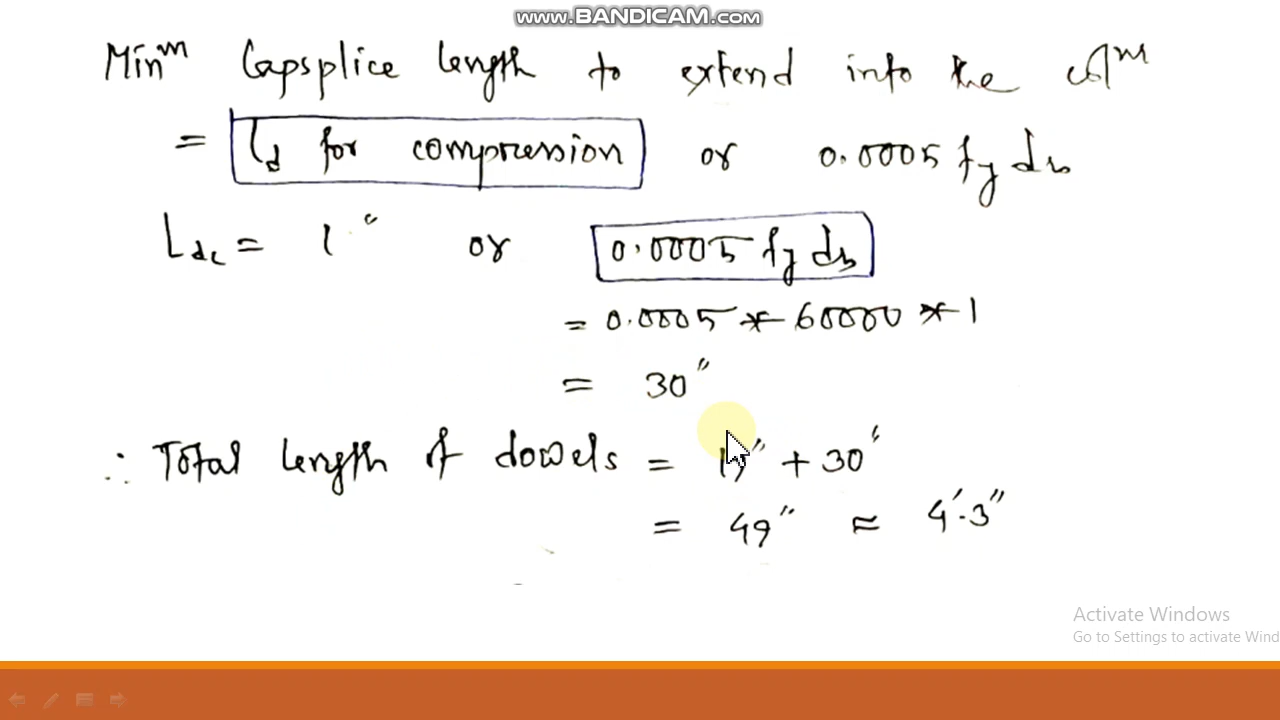 WWW.BANDICAM.COM
Minᵐ Lapsplice length to extend into the colᵐ
= ld for compression or 0.0005 fy db
Ldc = 1" or 0.0005 fy db
= 0.0005 * 60000 * 1
= 30"
∴ Total length of dowels = 19" + 30"
= 49" ≈ 4'-3"
Activate Windows
Go to Settings to activate Wind